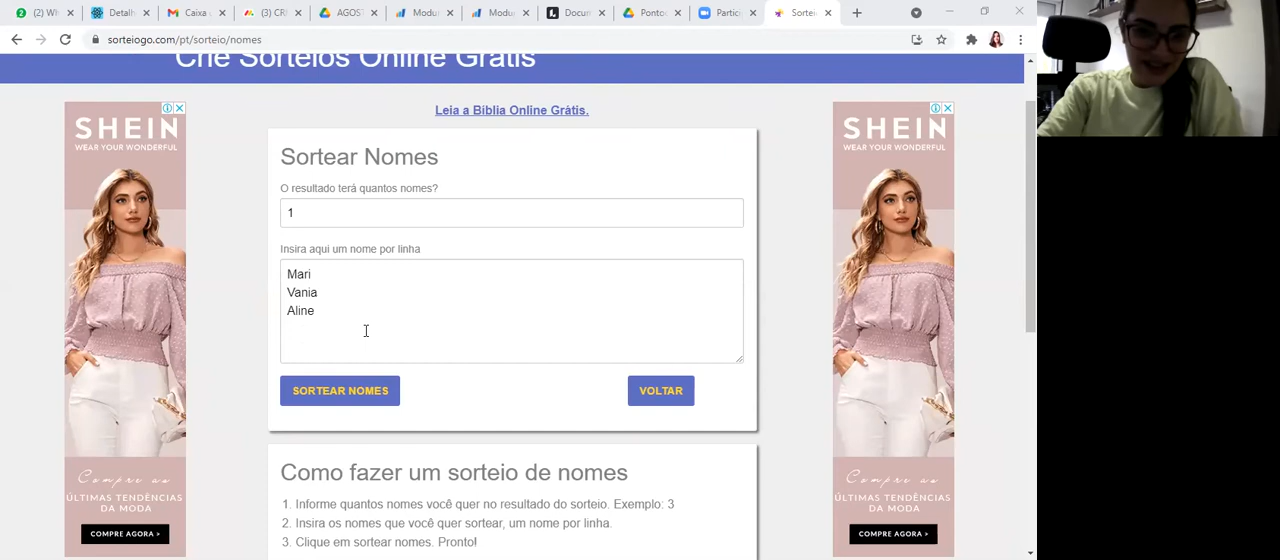 (2) W
Detalh
Caixa
(3) CR
AGOST
Modur
Modu
Docum
Ponto
Partici
Sortei
sorteiogo.com/pt/sorteio/nomes
Crie Sorteios Online Grátis
Leia a Bíblia Online Grátis.
SHEIN
WEAR YOUR WONDERFUL
Compre as
ÚLTIMAS TENDÊNCIAS
DA MODA
COMPRE AGORA >
Sortear Nomes
O resultado terá quantos nomes?
1
Insira aqui um nome por linha
Mari
Vania
Aline
SORTEAR NOMES
VOLTAR
Como fazer um sorteio de nomes
1. Informe quantos nomes você quer no resultado do sorteio. Exemplo: 3
2. Insira os nomes que você quer sortear, um nome por linha.
3. Clique em sortear nomes. Pronto!
SHEIN
WEAR YOUR WONDERFUL
Compre as
ÚLTIMAS TENDÊNCIAS
DA MODA
COMPRE AGORA >